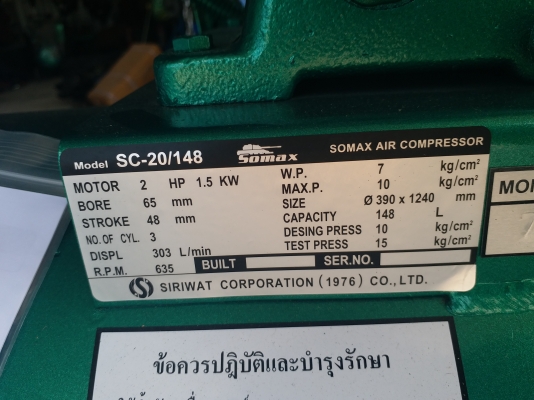 Model SC-20/148 Somax SOMAX AIR COMPRESSOR
MOTOR 2 HP 1.5 KW
BORE 65 mm
STROKE 48 mm
NO. OF CYL. 3
DISPL 303 L/min
R.P.M. 635
W.P. 7 kg/cm²
MAX.P. 10 kg/cm²
SIZE Ø 390 x 1240 mm
CAPACITY 148 L
DESING PRESS 10 kg/cm²
TEST PRESS 15 kg/cm²
BUILT SER.NO.
SIRIWAT CORPORATION (1976) CO., LTD.
ข้อควรปฎิบัติและบำรุงรักษา